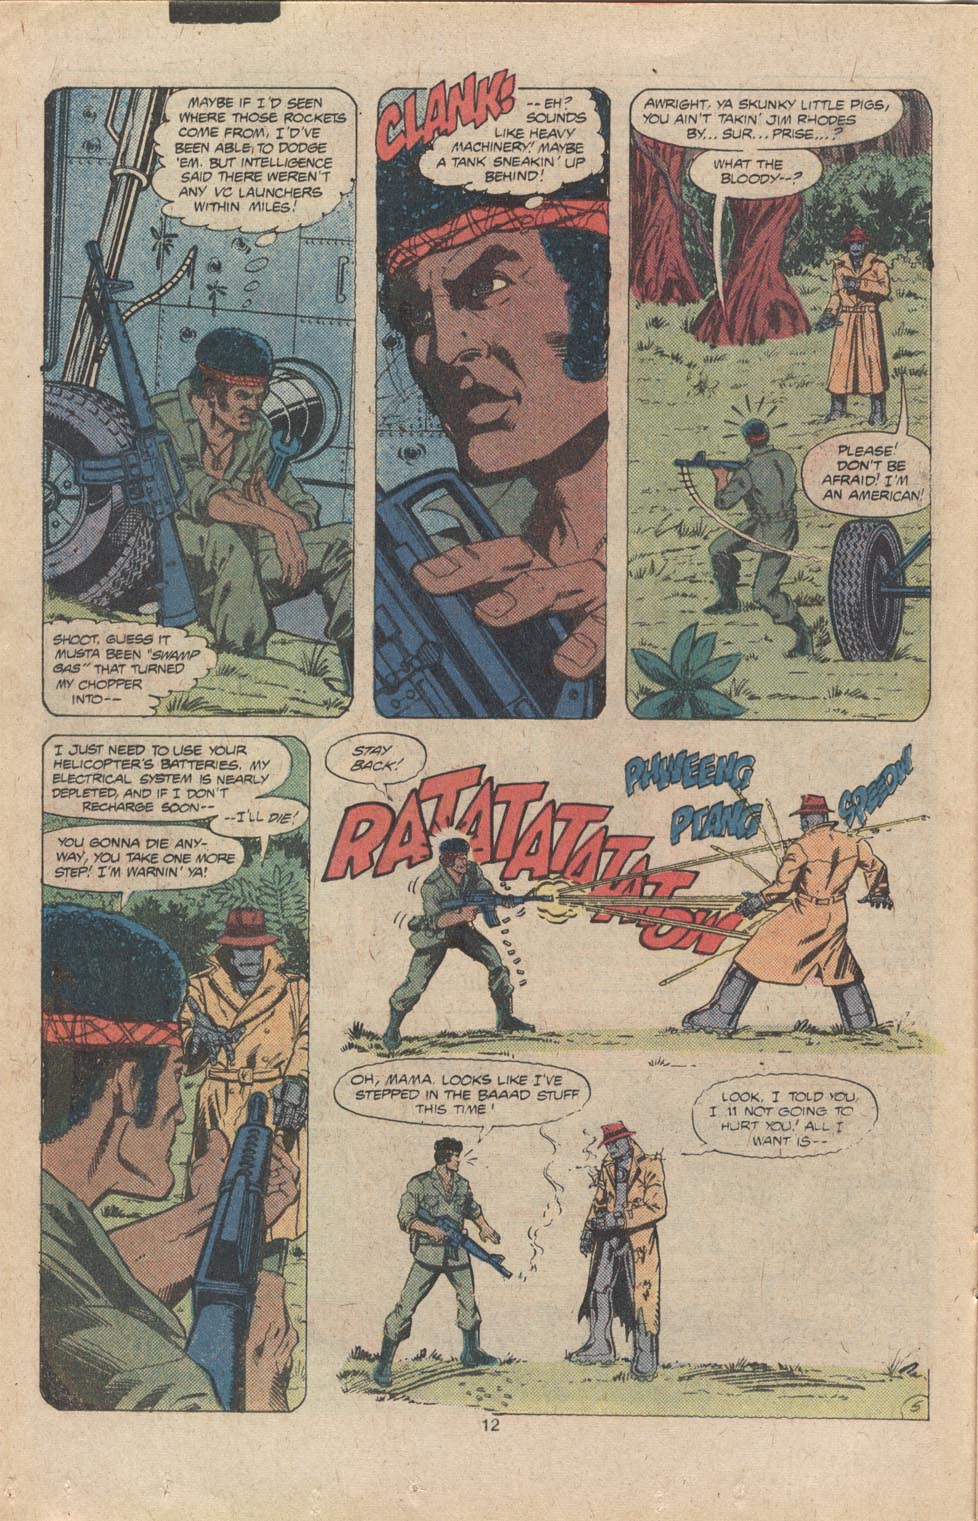 MAYBE IF I'D SEEN
WHERE THOSE ROCKETS
COME FROM, I'D'VE
BEEN ABLE, TO DODGE
'EM. BUT INTELLIGENCE
SAID THERE WEREN'T
ANY VC LAUNCHERS
WITHIN MILES!
SHOOT, GUESS IT
MUSTA BEEN "SWAMP
GAS" THAT TURNED
MY CHOPPER
INTO--
CLANK!
--EH?
SOUNDS
LIKE HEAVY
MACHINERY! MAYBE
A TANK SNEAKIN' UP
BEHIND!
AWRIGHT, YA SKUNKY LITTLE PIGS,
YOU AIN'T TAKIN' JIM RHODES
BY... SUR... PRISE...?
WHAT THE
BLOODY--?
PLEASE!
DON'T BE
AFRAID! I'M
AN AMERICAN!
I JUST NEED TO USE YOUR
HELICOPTER'S BATTERIES. MY
ELECTRICAL SYSTEM IS NEARLY
DEPLETED, AND IF I DON'T
RECHARGE SOON--
--I'LL DIE!
YOU GONNA DIE ANY-
WAY, YOU TAKE ONE MORE
STEP! I'M WARNIN' YA!
STAY
BACK!
RATATATATATATOW
PHWEENG
PTANG
SPEEOW
OH, MAMA. LOOKS LIKE I'VE
STEPPED IN THE BAAAD STUFF
THIS TIME!
LOOK, I TOLD YOU,
I 11 NOT GOING TO
HURT YOU! ALL I
WANT IS--
5
12